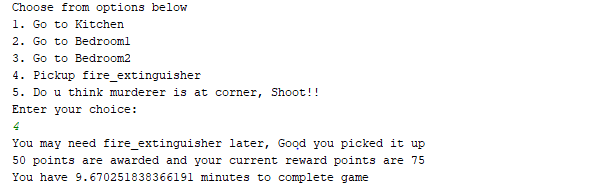 Choose from options below
1. Go to Kitchen
2. Go to Bedroom1
3. Go to Bedroom2
4. Pickup fire_extinguisher
5. Do u think murderer is at corner, Shoot!!
Enter your choice:
4
You may need fire_extinguisher later, Good you picked it up
50 points are awarded and your current reward points are 75
You have 9.670251838366191 minutes to complete game